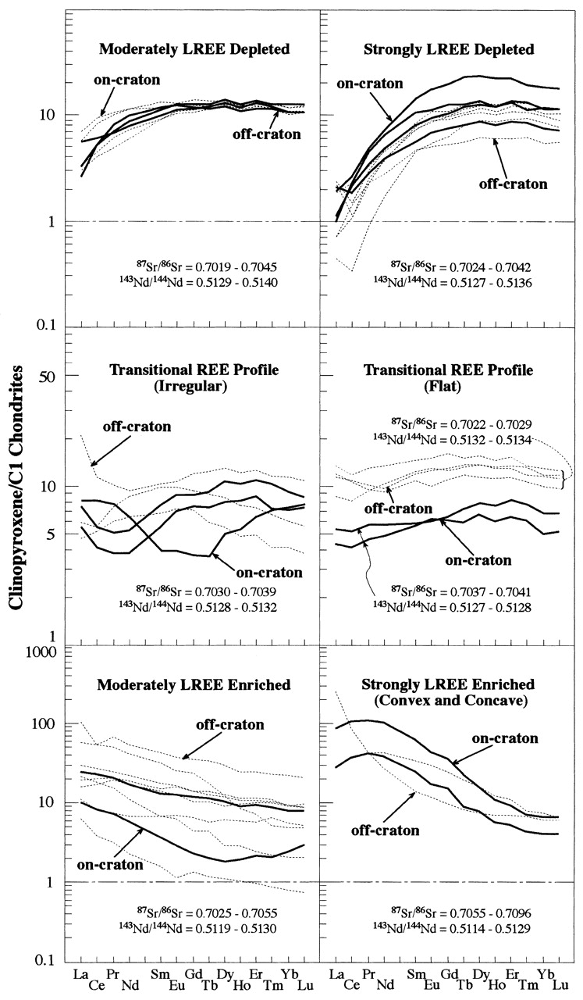 Clinopyroxene/C1 Chondrites
Moderately LREE Depleted
on-craton
10
off-craton
1
⁸⁷Sr/⁸⁶Sr = 0.7019 - 0.7045
¹⁴³Nd/¹⁴⁴Nd = 0.5129 - 0.5140
0.1
Strongly LREE Depleted
on-craton
off-craton
⁸⁷Sr/⁸⁶Sr = 0.7024 - 0.7042
¹⁴³Nd/¹⁴⁴Nd = 0.5127 - 0.5136
Transitional REE Profile
(Irregular)
50
off-craton
10
5
on-craton
⁸⁷Sr/⁸⁶Sr = 0.7030 - 0.7039
¹⁴³Nd/¹⁴⁴Nd = 0.5128 - 0.5132
1
Transitional REE Profile
(Flat)
⁸⁷Sr/⁸⁶Sr = 0.7022 - 0.7029
¹⁴³Nd/¹⁴⁴Nd = 0.5132 - 0.5134
off-craton
on-craton
⁸⁷Sr/⁸⁶Sr = 0.7037 - 0.7041
¹⁴³Nd/¹⁴⁴Nd = 0.5127 - 0.5128
1000
Moderately LREE Enriched
100
off-craton
10
on-craton
1
⁸⁷Sr/⁸⁶Sr = 0.7025 - 0.7055
¹⁴³Nd/¹⁴⁴Nd = 0.5119 - 0.5130
0.1
Strongly LREE Enriched
(Convex and Concave)
on-craton
off-craton
⁸⁷Sr/⁸⁶Sr = 0.7055 - 0.7096
¹⁴³Nd/¹⁴⁴Nd = 0.5114 - 0.5129
La Ce Pr Nd Sm Eu Gd Tb Dy Ho Er Tm Yb Lu
La Ce Pr Nd Sm Eu Gd Tb Dy Ho Er Tm Yb Lu